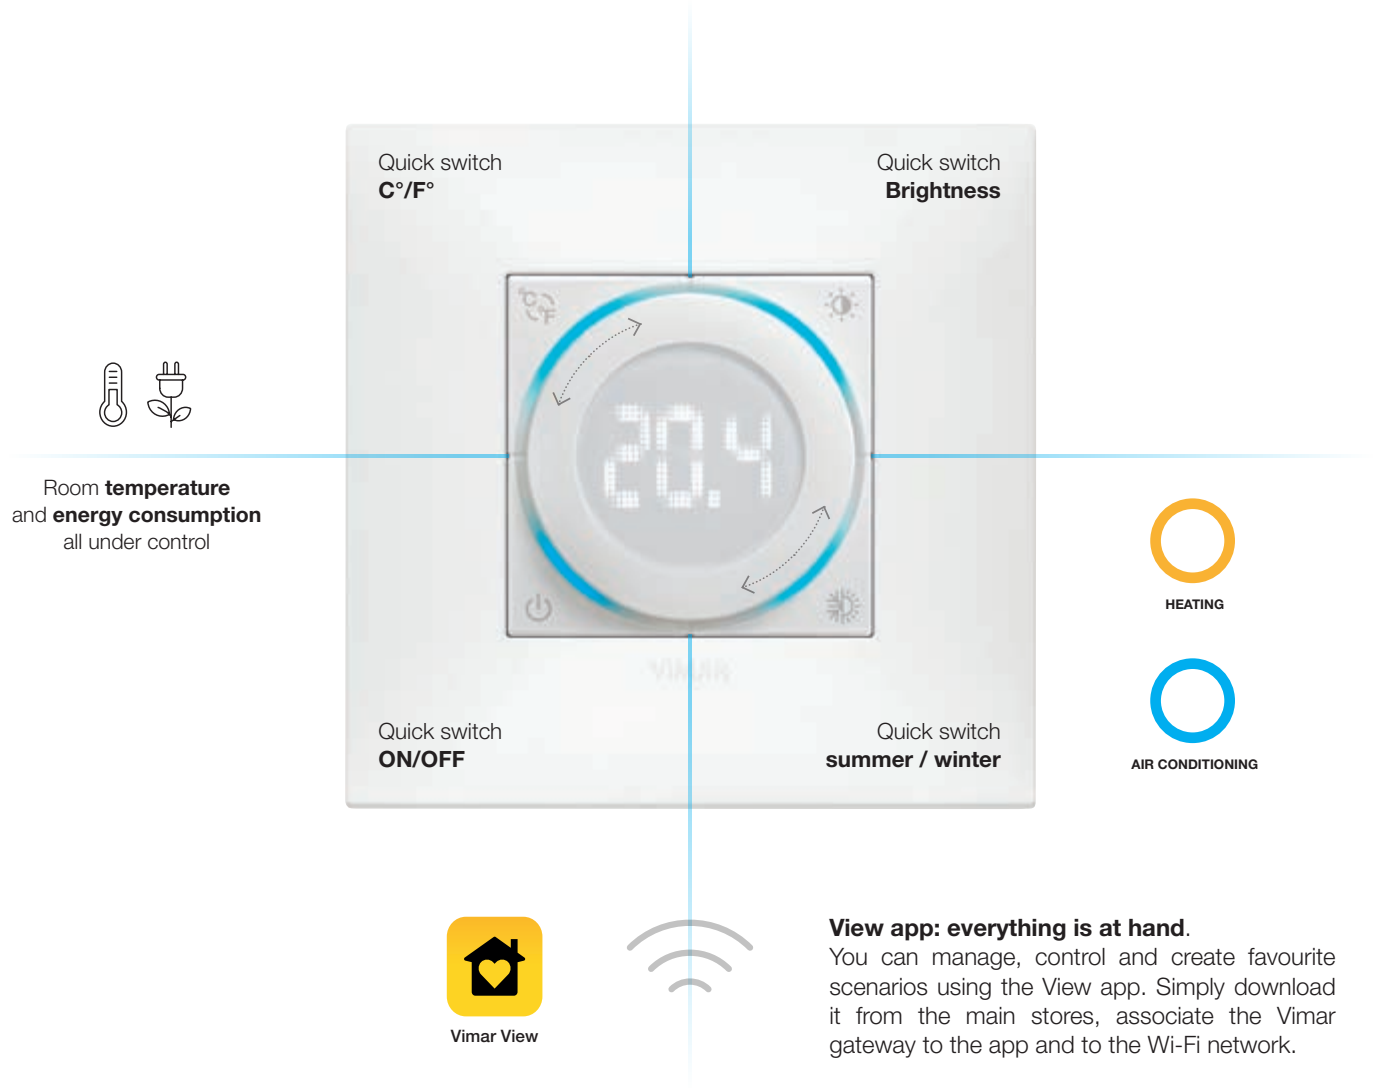 Quick switch
C°/F°
Quick switch
Brightness
°C
°F
20.4
Room temperature
and energy consumption
all under control
HEATING
VIMAR
AIR CONDITIONING
Quick switch
ON/OFF
Quick switch
summer / winter
Vimar View
View app: everything is at hand.
You can manage, control and create favourite
scenarios using the View app. Simply download
it from the main stores, associate the Vimar
gateway to the app and to the Wi-Fi network.